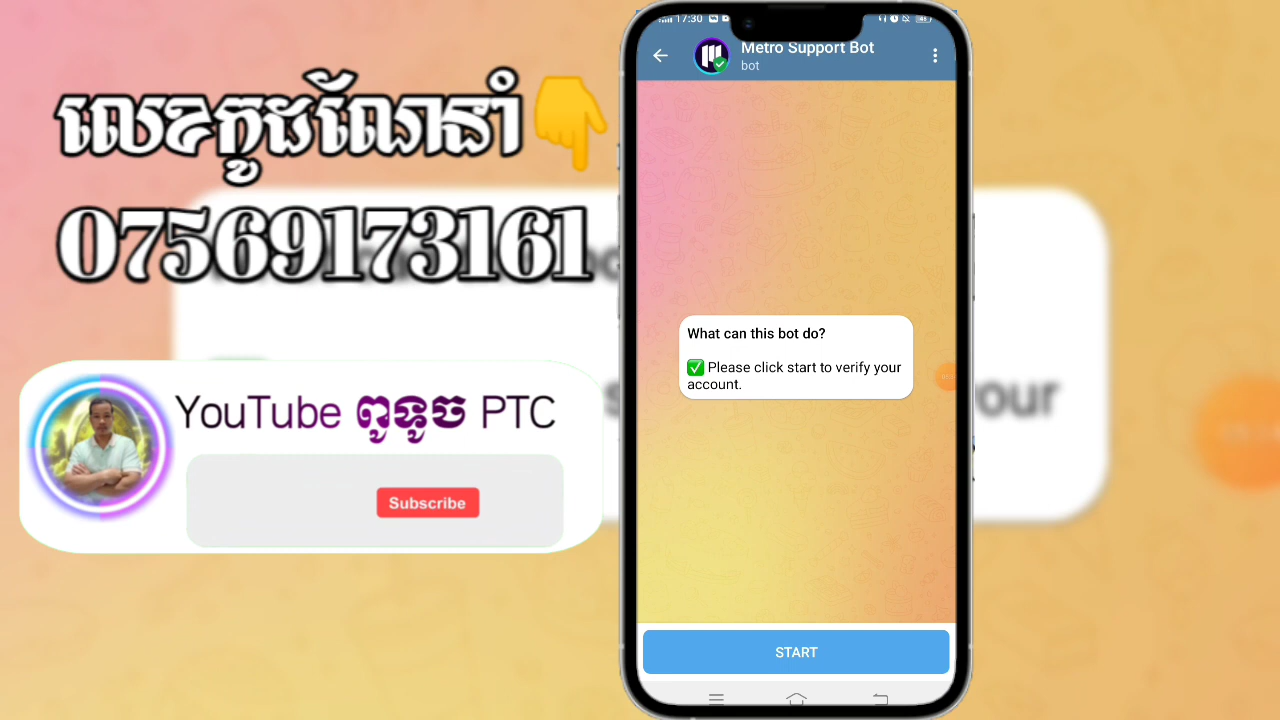 លេខកូដណែនាំ👇
07569173161
YouTube ពូទូច PTC
Subscribe
17:30
Metro Support Bot
bot
What can this bot do?
✅ Please click start to verify your
account.
START
your